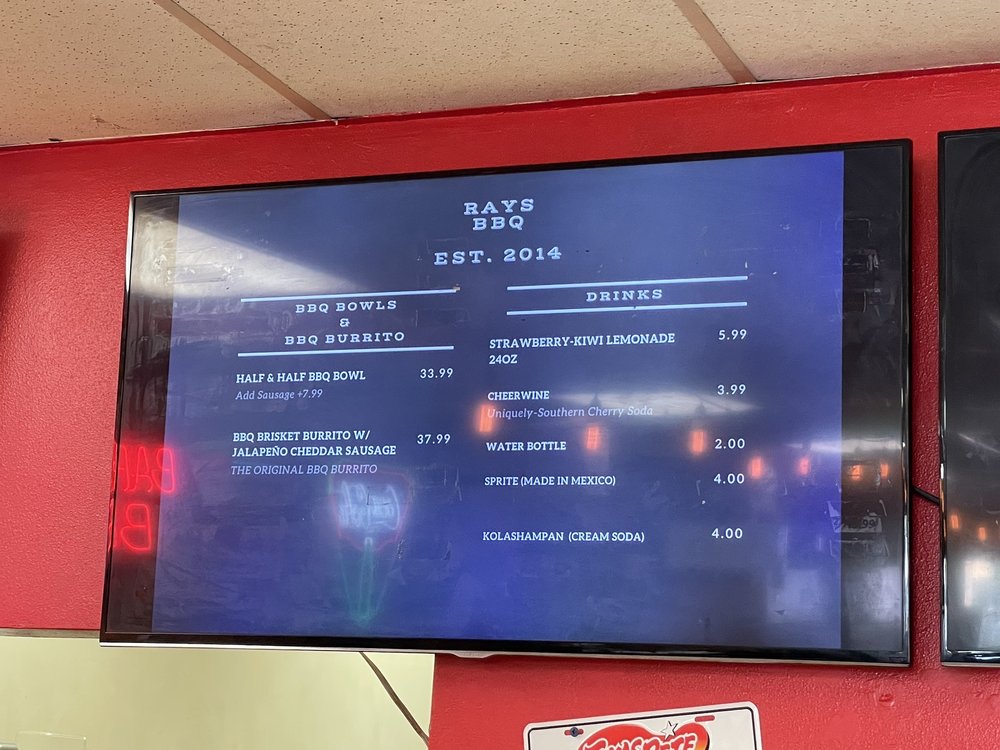 RAYS
BBQ
EST. 2014
BBQ BOWLS
&
BBQ BURRITO
HALF & HALF BBQ BOWL 33.99
Add Sausage +7.99
BBQ BRISKET BURRITO W/ 37.99
JALAPEÑO CHEDDAR SAUSAGE
THE ORIGINAL BBQ BURRITO
DRINKS
STRAWBERRY-KIWI LEMONADE 5.99
24OZ
CHEERWINE 3.99
Uniquely-Southern Cherry Soda
WATER BOTTLE 2.00
SPRITE (MADE IN MEXICO) 4.00
KOLASHAMPAN (CREAM SODA) 4.00